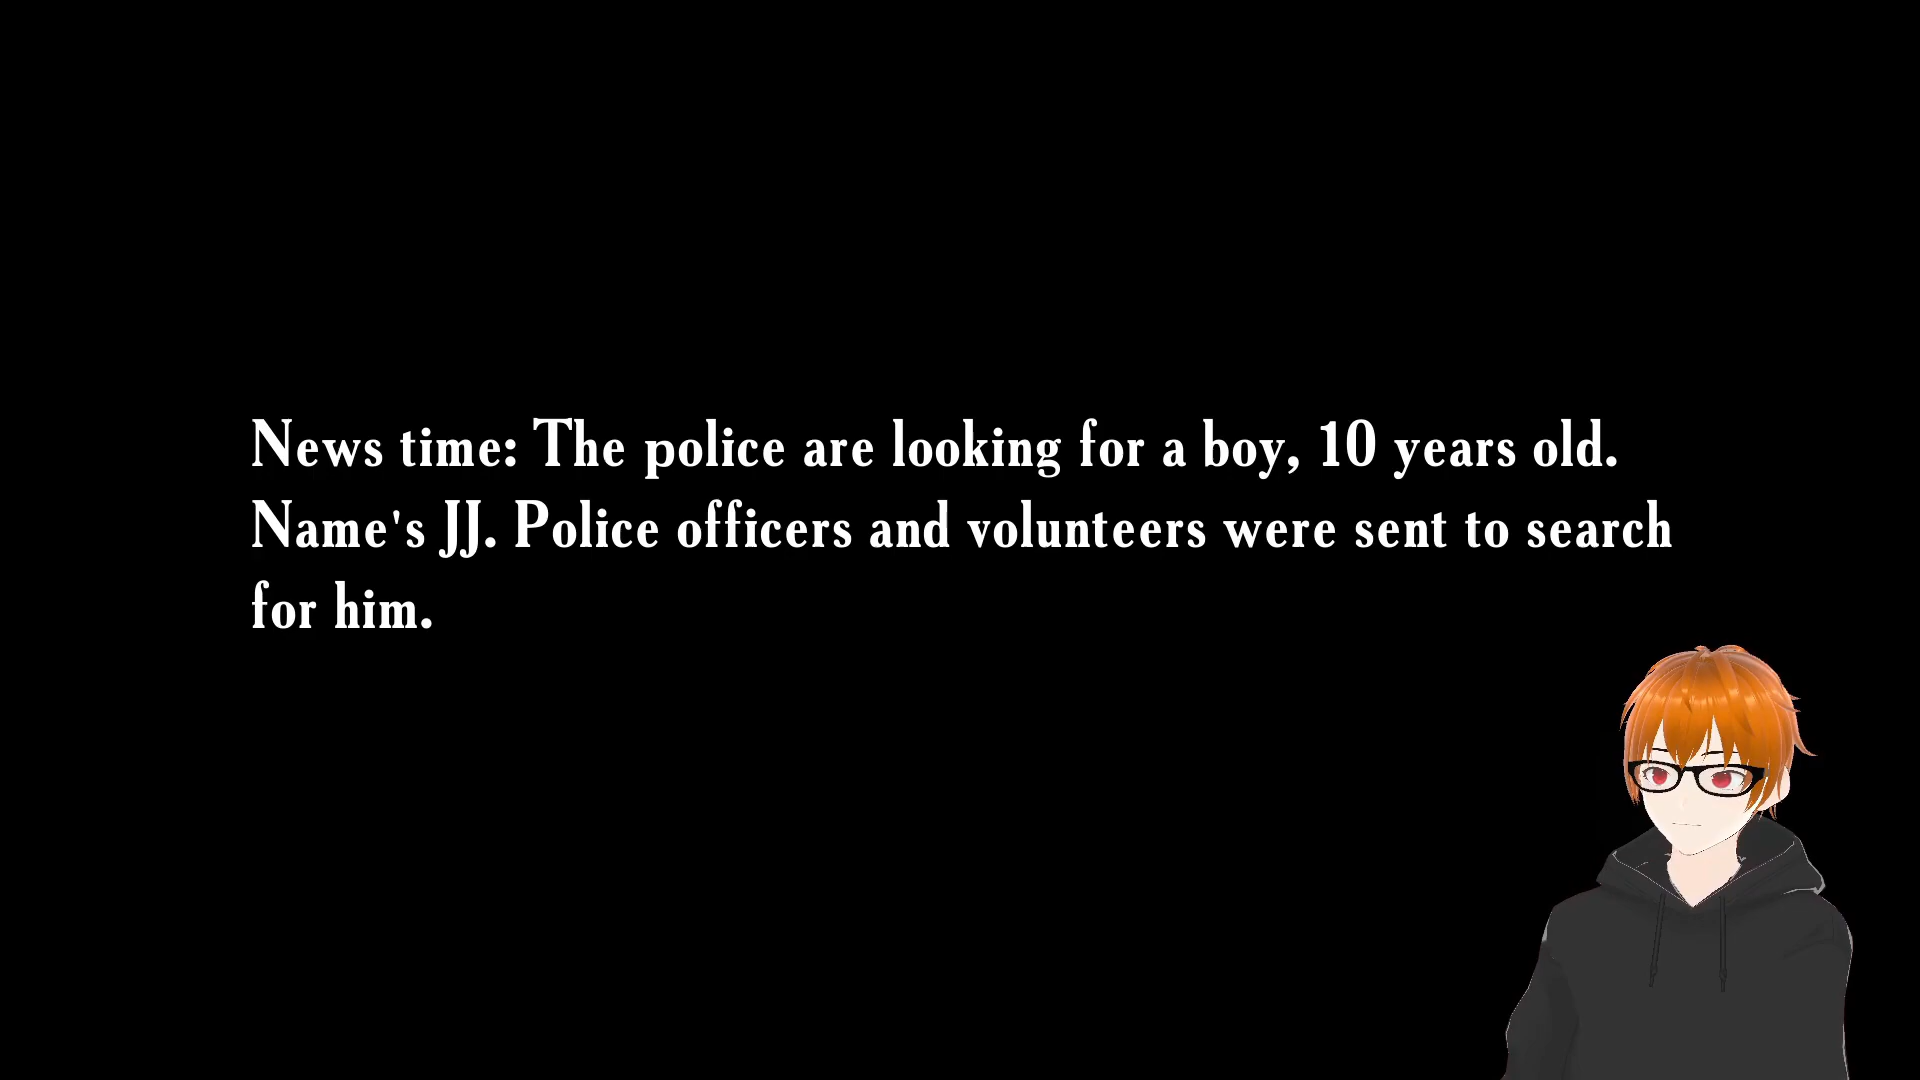 News time: The police are looking for a boy, 10 years old.
Name's JJ. Police officers and volunteers were sent to search
for him.